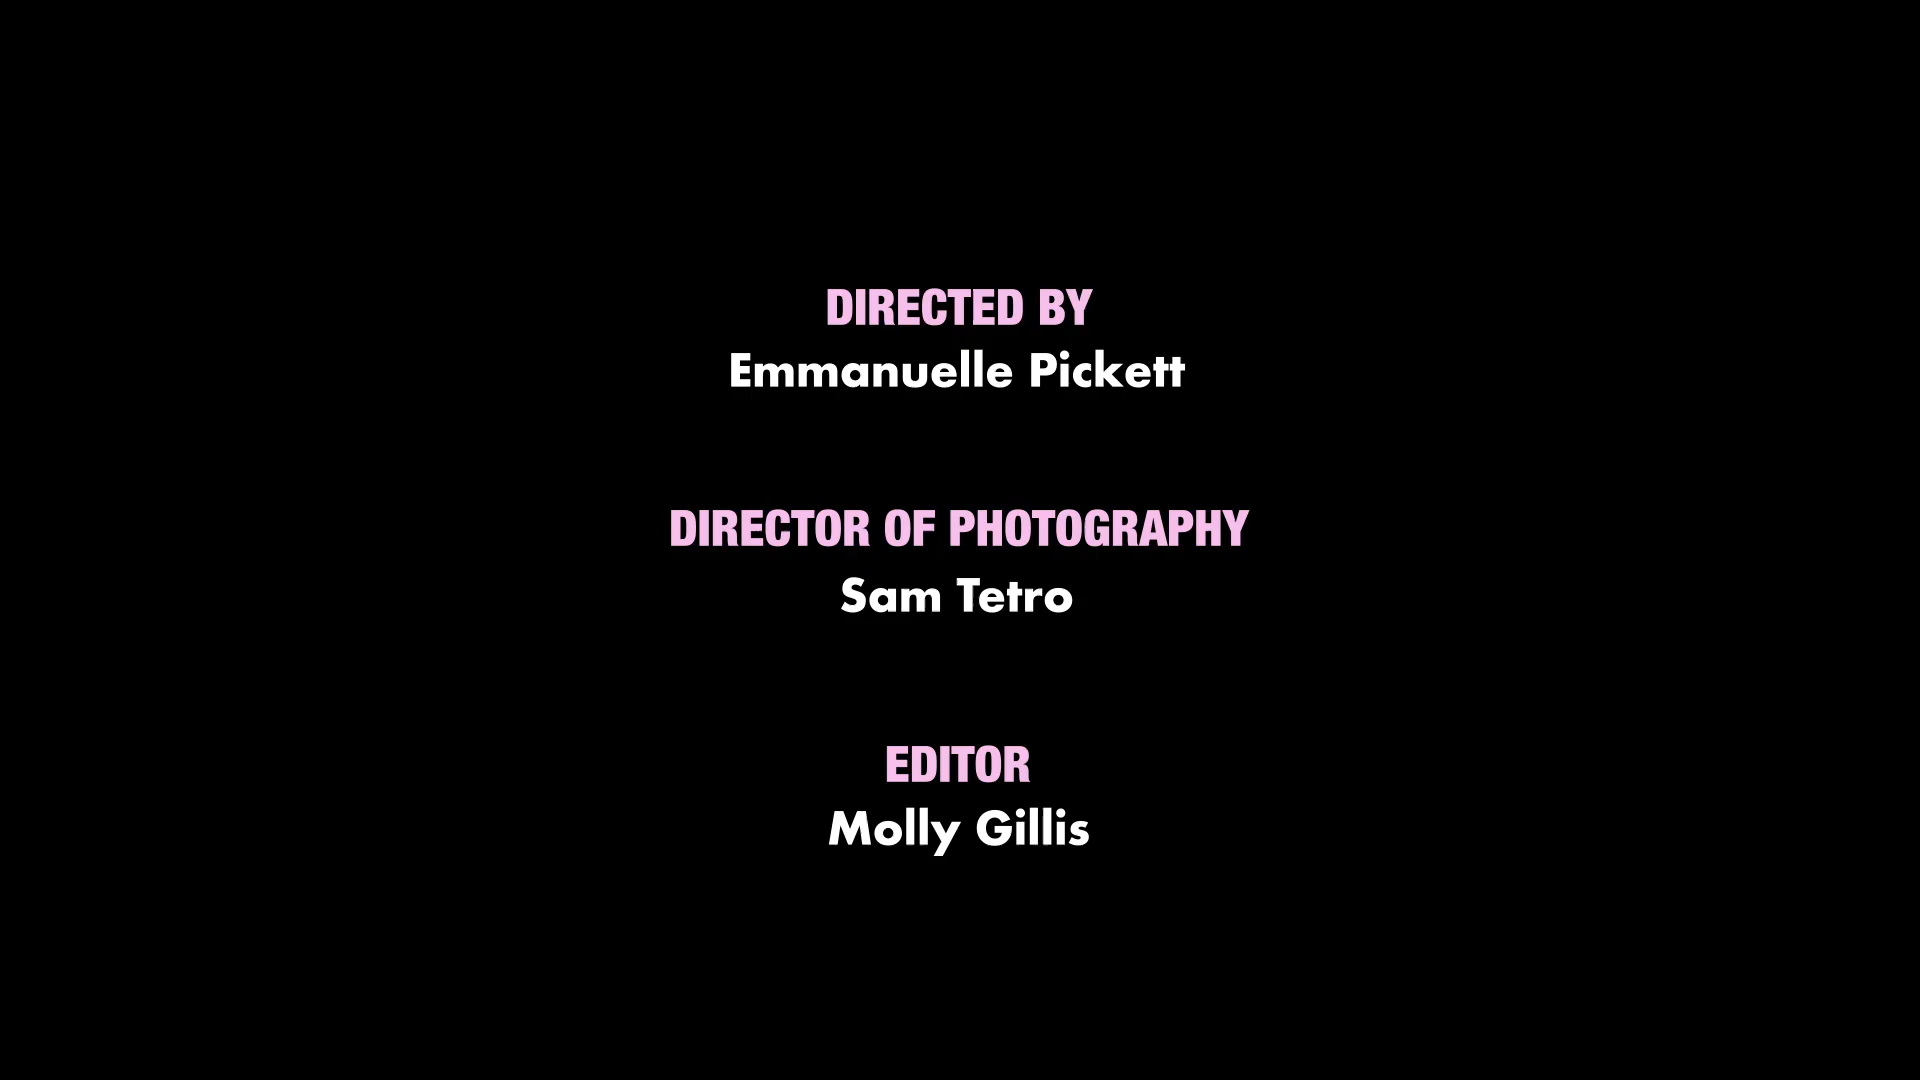 DIRECTED BY
Emmanuelle Pickett
DIRECTOR OF PHOTOGRAPHY
Sam Tetro
EDITOR
Molly Gillis